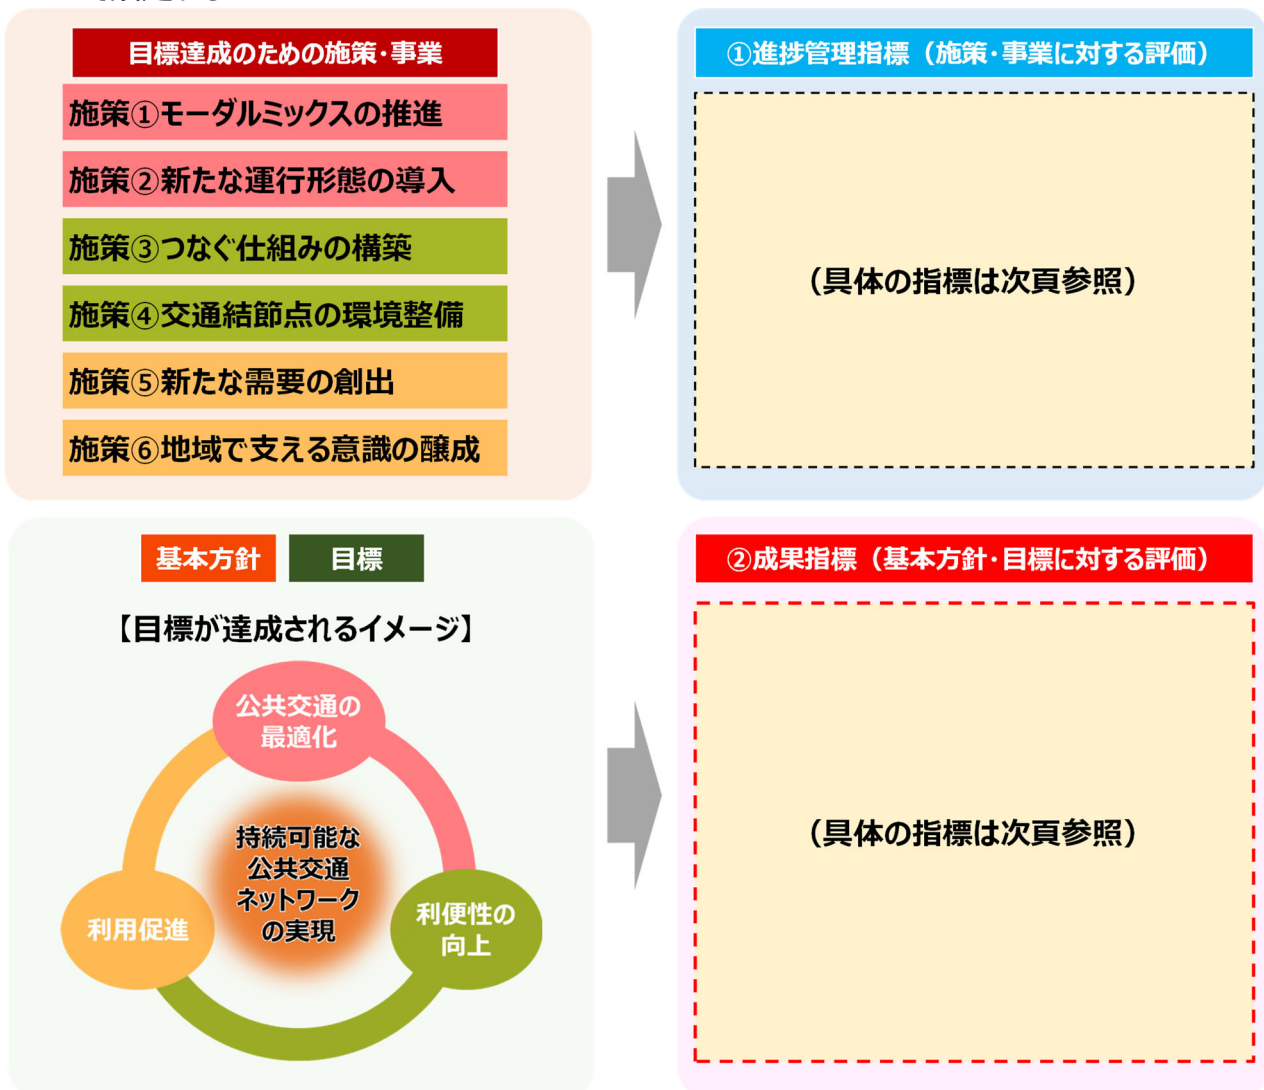 目標達成のための施策・事業
施策①モーダルミックスの推進
施策②新たな運行形態の導入
施策③つなぐ仕組みの構築
施策④交通結節点の環境整備
施策⑤新たな需要の創出
施策⑥地域で支える意識の醸成
①進捗管理指標（施策・事業に対する評価）
（具体の指標は次頁参照）
基本方針
目標
【目標が達成されるイメージ】
公共交通の
最適化
持続可能な
公共交通
ネットワーク
の実現
利用促進
利便性の
向上
②成果指標（基本方針・目標に対する評価）
（具体の指標は次頁参照）